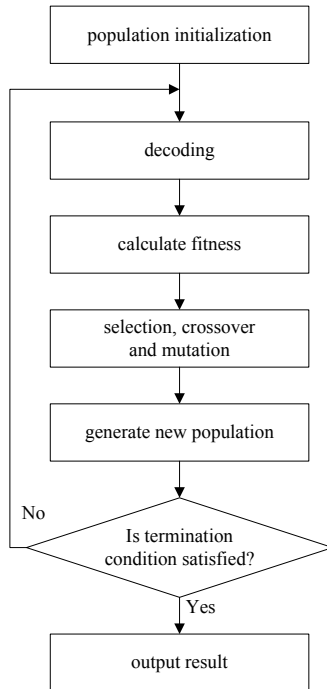 population initialization
decoding
calculate fitness
selection, crossover
and mutation
generate new population
No
Is termination
condition satisfied?
Yes
output result